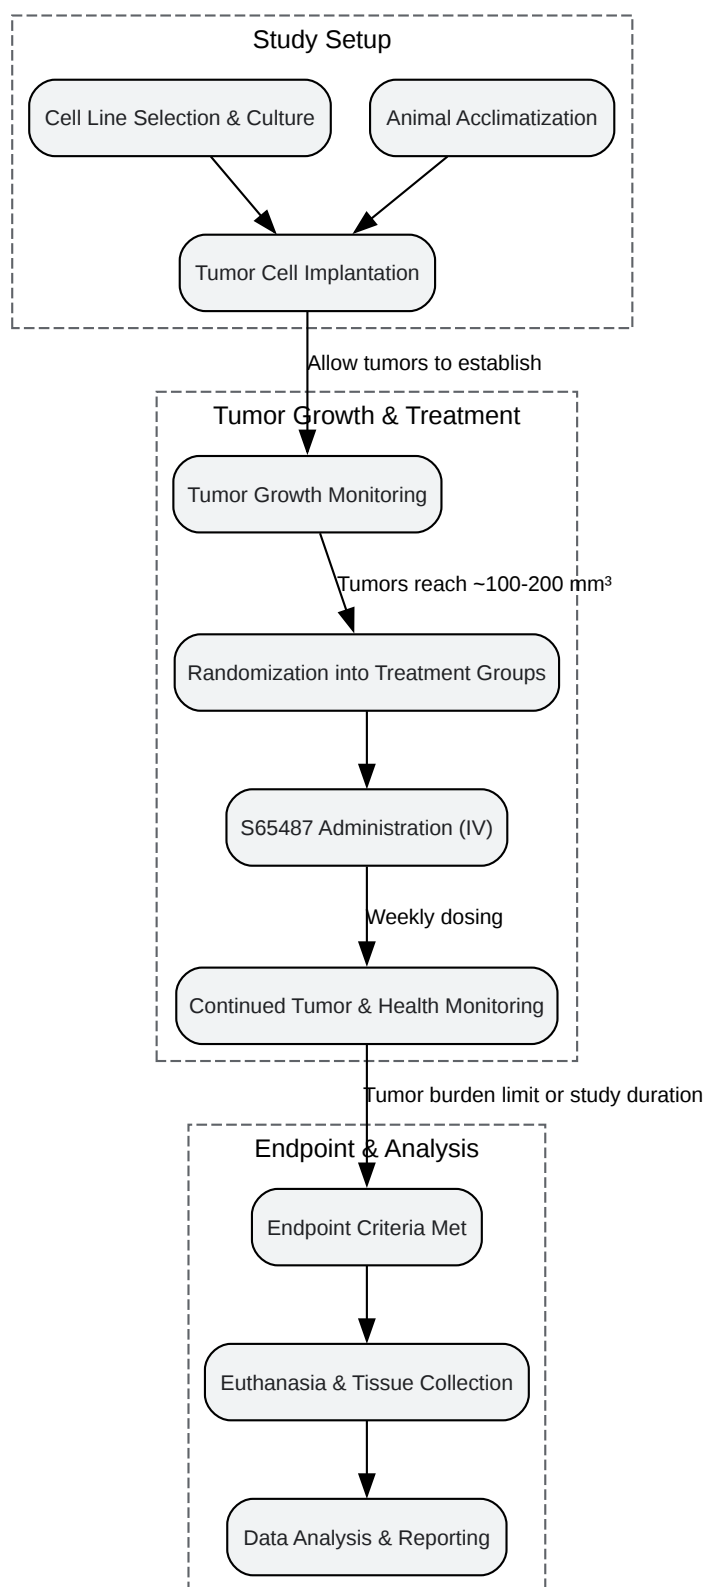 Study Setup
Cell Line Selection & Culture
Animal Acclimatization
Tumor Cell Implantation
Allow tumors to establish
Tumor Growth & Treatment
Tumor Growth Monitoring
Tumors reach ~100-200 mm³
Randomization into Treatment Groups
S65487 Administration (IV)
Weekly dosing
Continued Tumor & Health Monitoring
Tumor burden limit or study duration
Endpoint & Analysis
Endpoint Criteria Met
Euthanasia & Tissue Collection
Data Analysis & Reporting